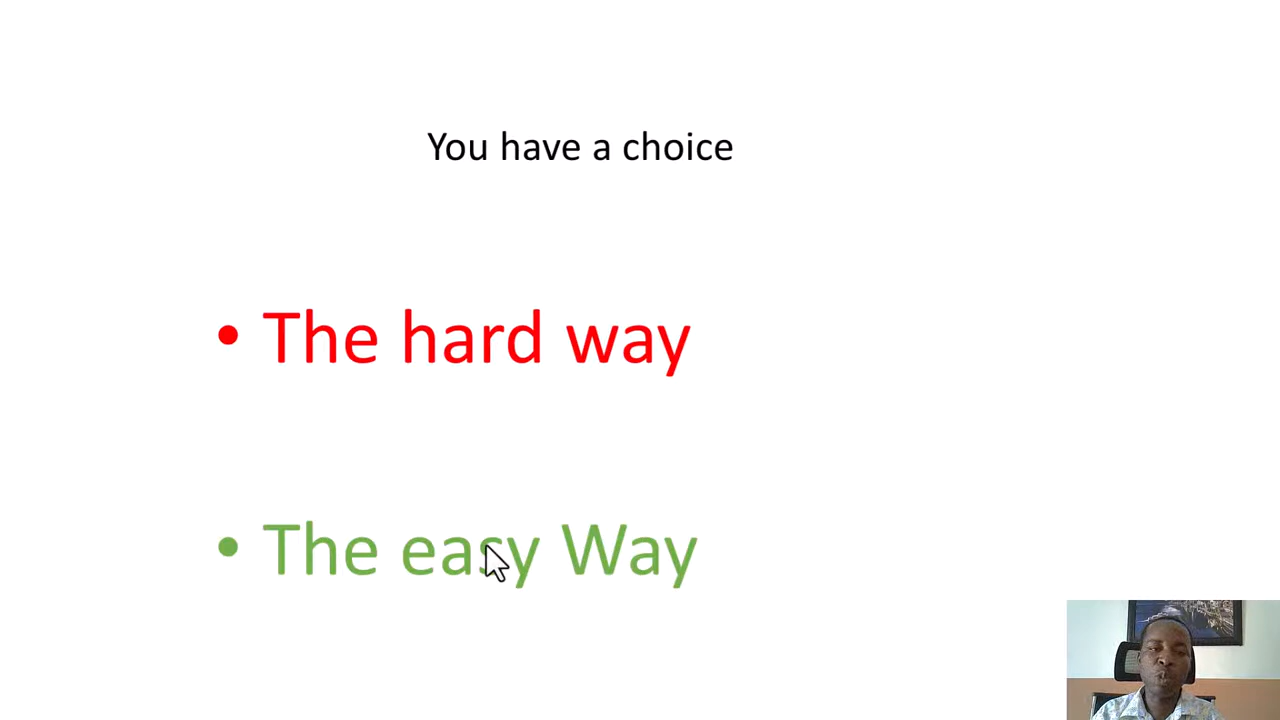 You have a choice
• The hard way
• The easy Way